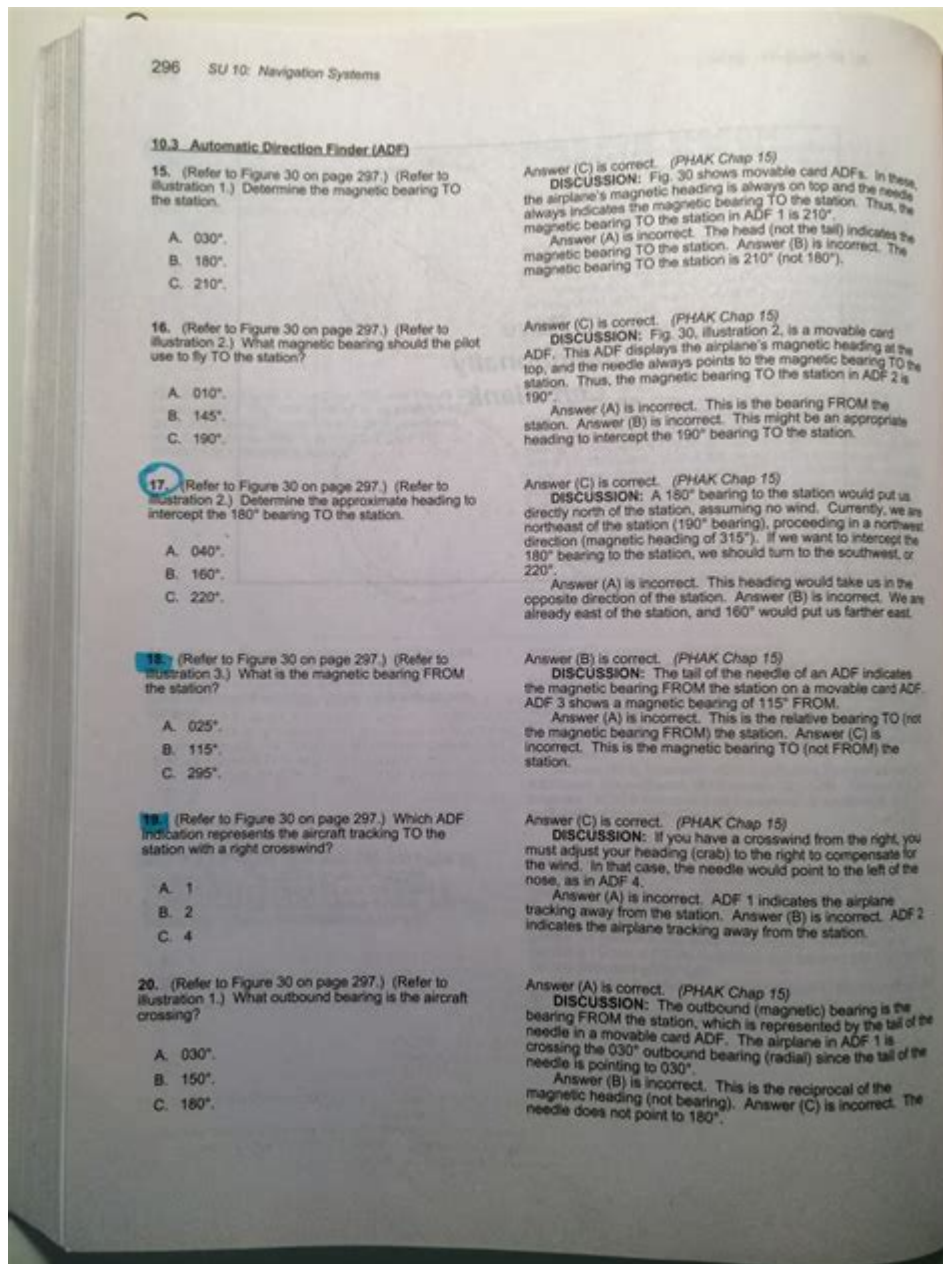 296 SU 10: Navigation Systems
10.3 Automatic Direction Finder (ADF)
15. (Refer to Figure 30 on page 297.) (Refer to
illustration 1.) Determine the magnetic bearing TO
the station.
A. 030°.
B. 180°.
C. 210°.
Answer (C) is correct. (PHAK Chap 15)
DISCUSSION: Fig. 30 shows movable card ADFs. In these,
the airplane's magnetic heading is always on top and the needle
always indicates the magnetic bearing TO the station. Thus, the
magnetic bearing TO the station in ADF 1 is 210°.
Answer (A) is incorrect. The head (not the tail) indicates the
magnetic bearing TO the station. Answer (B) is incorrect. The
magnetic bearing TO the station is 210° (not 180°).
16. (Refer to Figure 30 on page 297.) (Refer to
illustration 2.) What magnetic bearing should the pilot
use to fly TO the station?
A. 010°.
B. 145°.
C. 190°.
Answer (C) is correct. (PHAK Chap 15)
DISCUSSION: Fig. 30, illustration 2, is a movable card
ADF. This ADF displays the airplane's magnetic heading at the
top, and the needle always points to the magnetic bearing TO the
station. Thus, the magnetic bearing TO the station in ADF 2 is
190°.
Answer (A) is incorrect. This is the bearing FROM the
station. Answer (B) is incorrect. This might be an appropriate
heading to intercept the 190° bearing TO the station.
17. (Refer to Figure 30 on page 297.) (Refer to
illustration 2.) Determine the approximate heading to
intercept the 180° bearing TO the station.
A. 040°.
B. 160°.
C. 220°.
Answer (C) is correct. (PHAK Chap 15)
DISCUSSION: A 180° bearing to the station would put us
directly north of the station, assuming no wind. Currently, we are
northeast of the station (190° bearing), proceeding in a northwest
direction (magnetic heading of 315°). If we want to intercept the
180° bearing to the station, we should turn to the southwest, or
220°.
Answer (A) is incorrect. This heading would take us in the
opposite direction of the station. Answer (B) is incorrect. We are
already east of the station, and 160° would put us farther east.
18. (Refer to Figure 30 on page 297.) (Refer to
illustration 3.) What is the magnetic bearing FROM
the station?
A. 025°.
B. 115°.
C. 295°.
Answer (B) is correct. (PHAK Chap 15)
DISCUSSION: The tail of the needle of an ADF indicates
the magnetic bearing FROM the station on a movable card ADF.
ADF 3 shows a magnetic bearing of 115° FROM.
Answer (A) is incorrect. This is the relative bearing TO (not
the magnetic bearing FROM) the station. Answer (C) is
incorrect. This is the magnetic bearing TO (not FROM) the
station.
19. (Refer to Figure 30 on page 297.) Which ADF
indication represents the aircraft tracking TO the
station with a right crosswind?
A. 1
B. 2
C. 4
Answer (C) is correct. (PHAK Chap 15)
DISCUSSION: If you have a crosswind from the right, you
must adjust your heading (crab) to the right to compensate for
the wind. In that case, the needle would point to the left of the
nose, as in ADF 4.
Answer (A) is incorrect. ADF 1 indicates the airplane
tracking away from the station. Answer (B) is incorrect. ADF 2
indicates the airplane tracking away from the station.
20. (Refer to Figure 30 on page 297.) (Refer to
illustration 1.) What outbound bearing is the aircraft
crossing?
A. 030°.
B. 150°.
C. 180°.
Answer (A) is correct. (PHAK Chap 15)
DISCUSSION: The outbound (magnetic) bearing is the
bearing FROM the station, which is represented by the tail of the
needle in a movable card ADF. The airplane in ADF 1 is
crossing the 030° outbound bearing (radial) since the tail of the
needle is pointing to 030°.
Answer (B) is incorrect. This is the reciprocal of the
magnetic heading (not bearing). Answer (C) is incorrect. The
needle does not point to 180°.